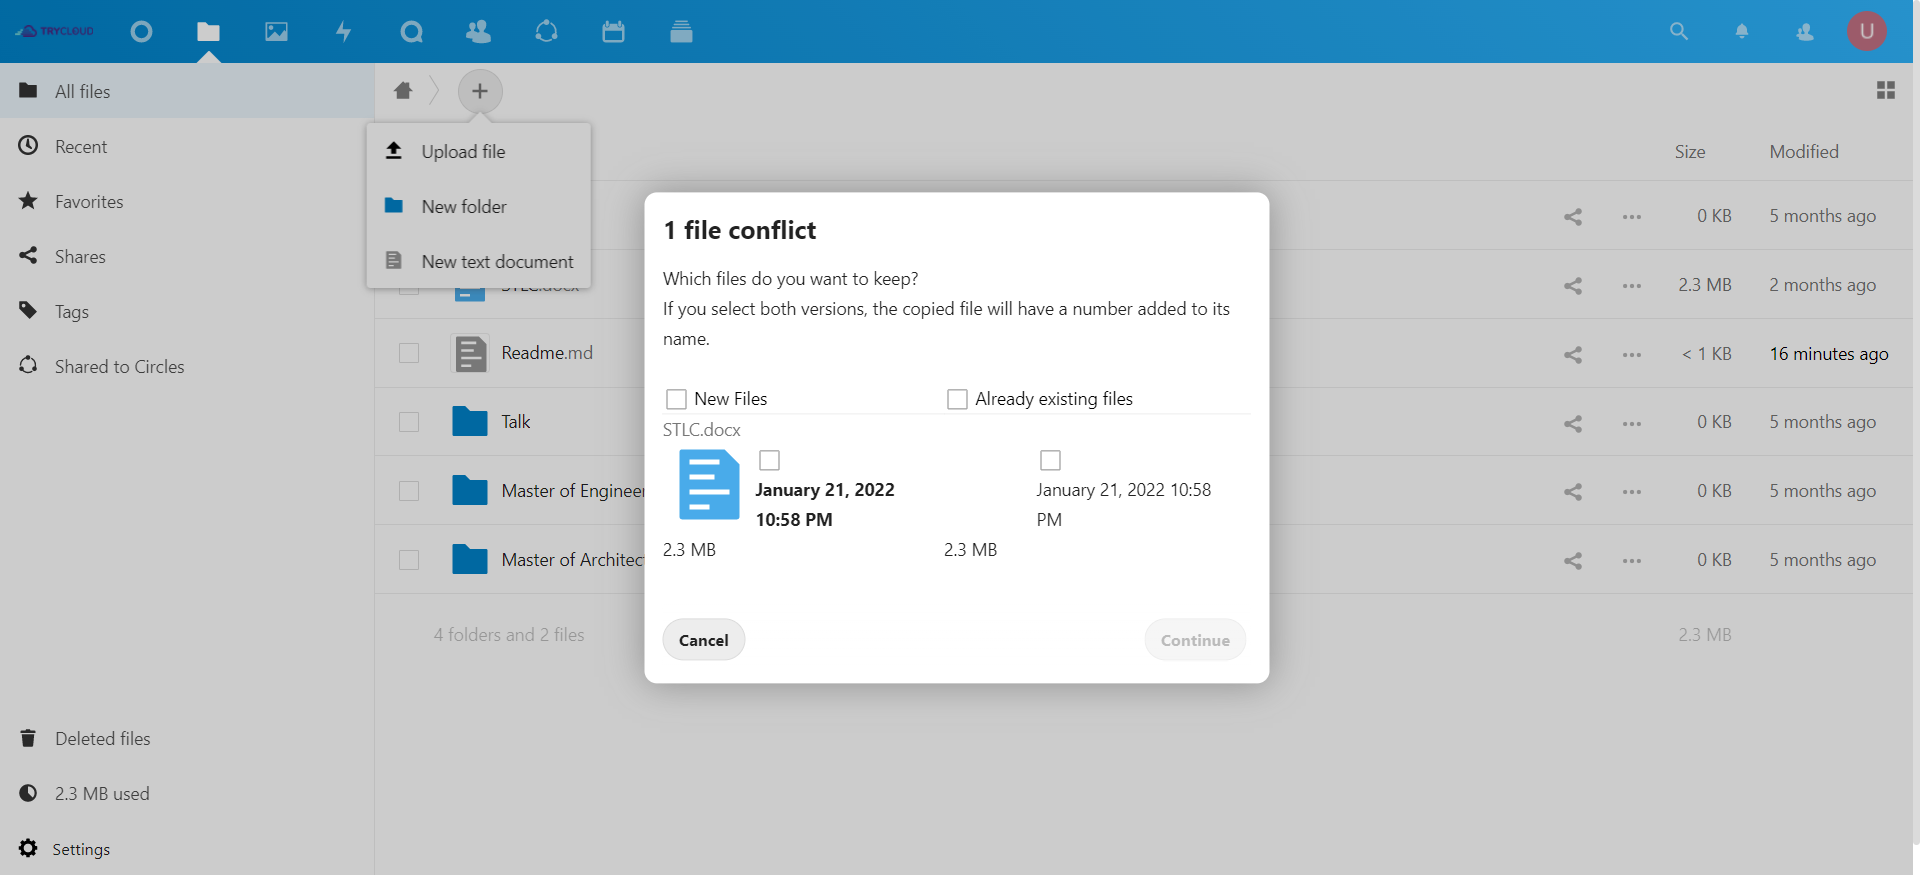 TRYCLOUD
U
All files
Recent
Favorites
Shares
Tags
Shared to Circles
Deleted files
2.3 MB used
Settings
Upload file
New folder
New text document
Size Modified
0 KB 5 months ago
STLC.docx 2.3 MB 2 months ago
Readme.md < 1 KB 16 minutes ago
Talk 0 KB 5 months ago
Master of Engineer 0 KB 5 months ago
Master of Architect 0 KB 5 months ago
4 folders and 2 files 2.3 MB
1 file conflict
Which files do you want to keep?
If you select both versions, the copied file will have a number added to its
name.
New Files Already existing files
STLC.docx
January 21, 2022 January 21, 2022 10:58
10:58 PM PM
2.3 MB 2.3 MB
Cancel Continue